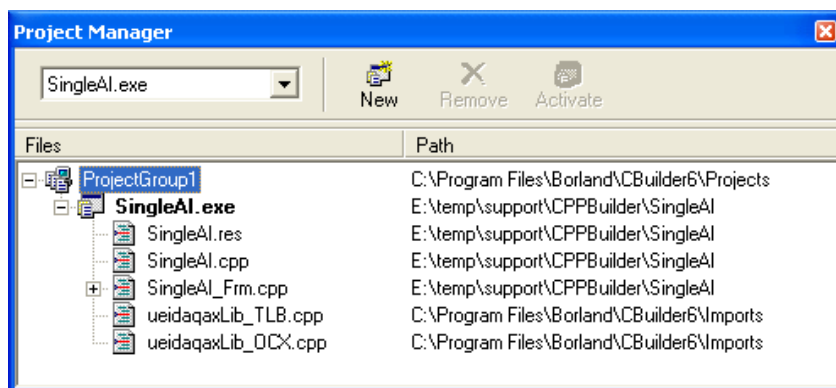 Project Manager
SingleAI.exe
New Remove Activate
Files Path
ProjectGroup1 C:\Program Files\Borland\CBuilder6\Projects
SingleAI.exe E:\temp\support\CPPBuilder\SingleAI
SingleAI.res E:\temp\support\CPPBuilder\SingleAI
SingleAI.cpp E:\temp\support\CPPBuilder\SingleAI
SingleAI_Frm.cpp E:\temp\support\CPPBuilder\SingleAI
ueidaqaxLib_TLB.cpp C:\Program Files\Borland\CBuilder6\Imports
ueidaqaxLib_OCX.cpp C:\Program Files\Borland\CBuilder6\Imports